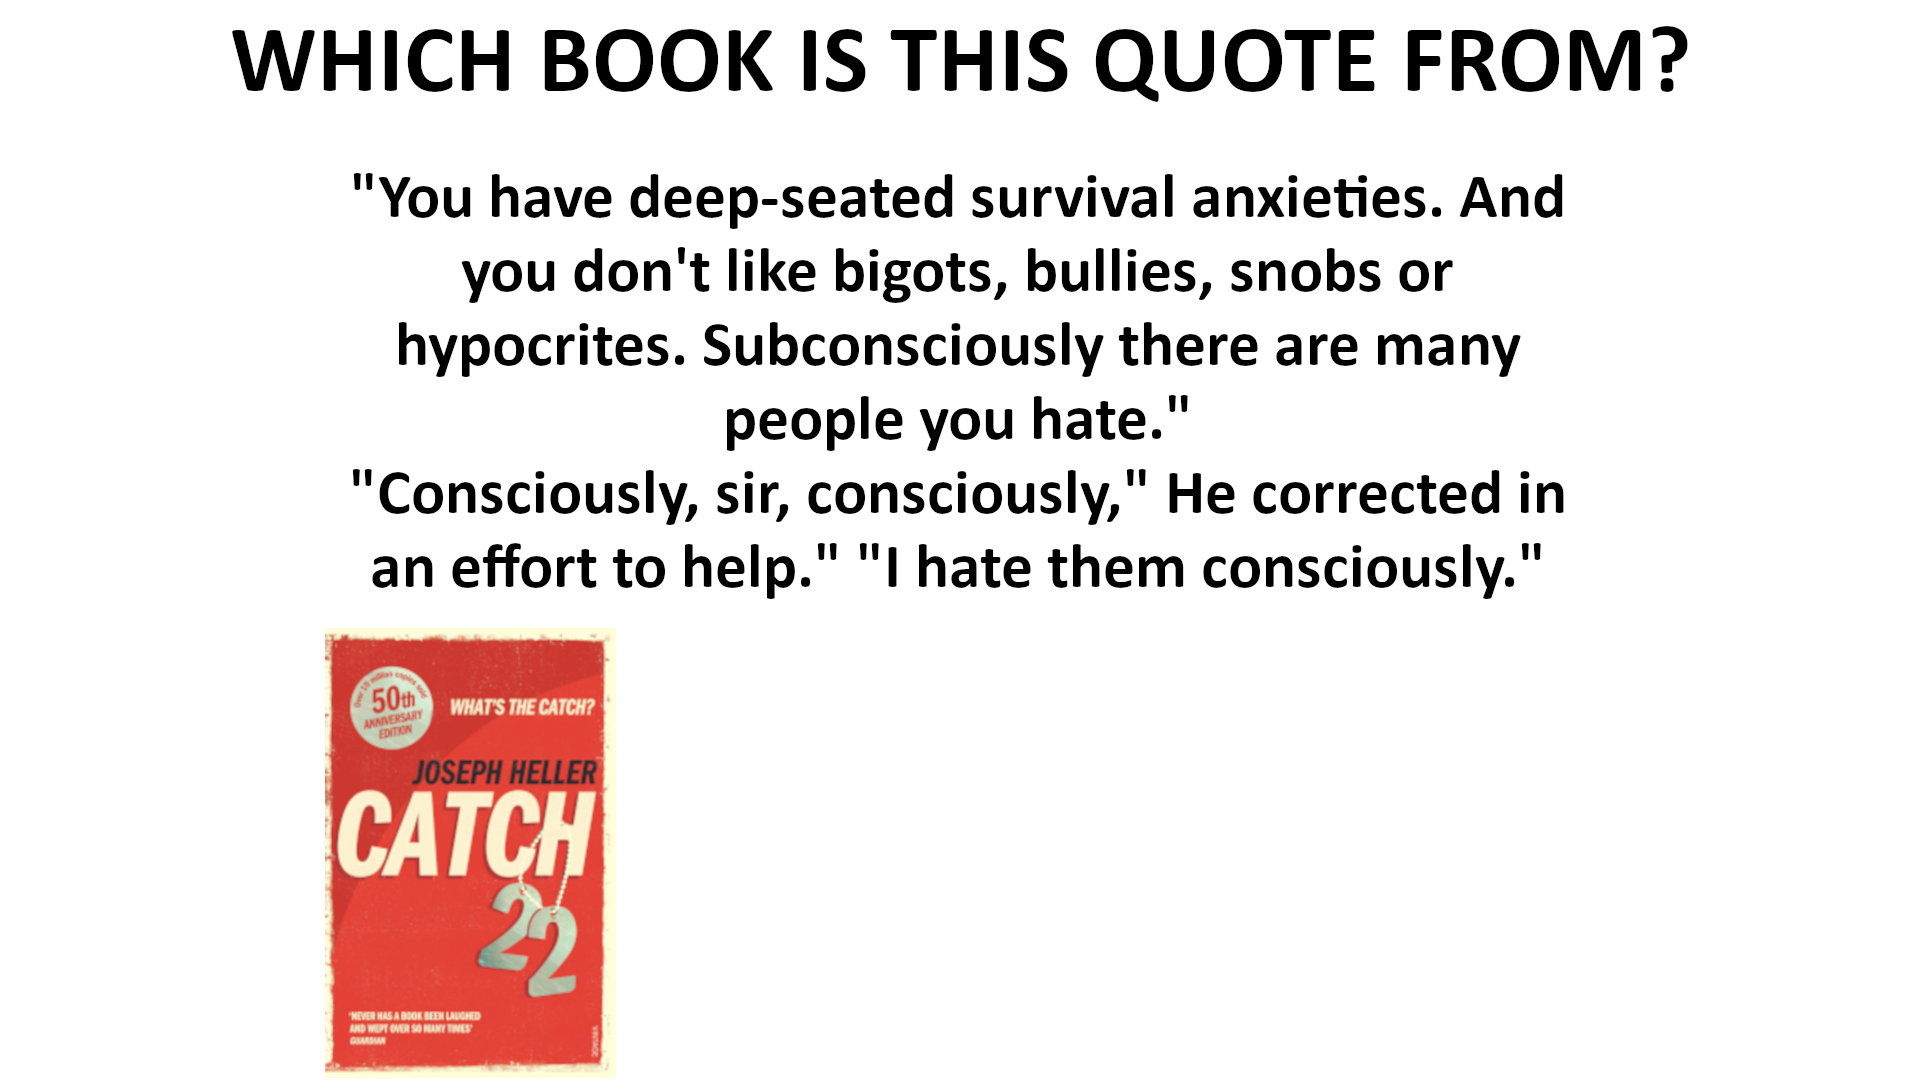 WHICH BOOK IS THIS QUOTE FROM?
"You have deep-seated survival anxieties. And
you don't like bigots, bullies, snobs or
hypocrites. Subconsciously there are many
people you hate."
"Consciously, sir, consciously," He corrected in
an effort to help." "I hate them consciously."
Over 10 million copies sold
50th
ANNIVERSARY
EDITION
WHAT'S THE CATCH?
JOSEPH HELLER
CATCH
22
'NEVER HAS A BOOK BEEN LAUGHED
AND WEPT OVER SO MANY TIMES'
GUARDIAN
VINTAGE